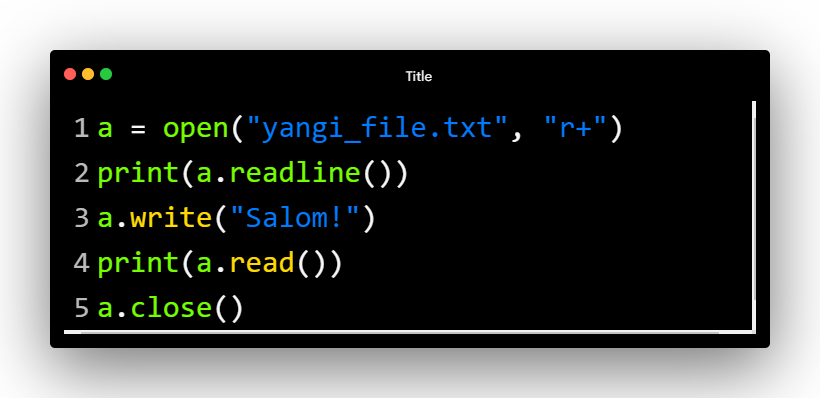 Title
1 a = open("yangi_file.txt", "r+")
2 print(a.readline())
3 a.write("Salom!")
4 print(a.read())
5 a.close()